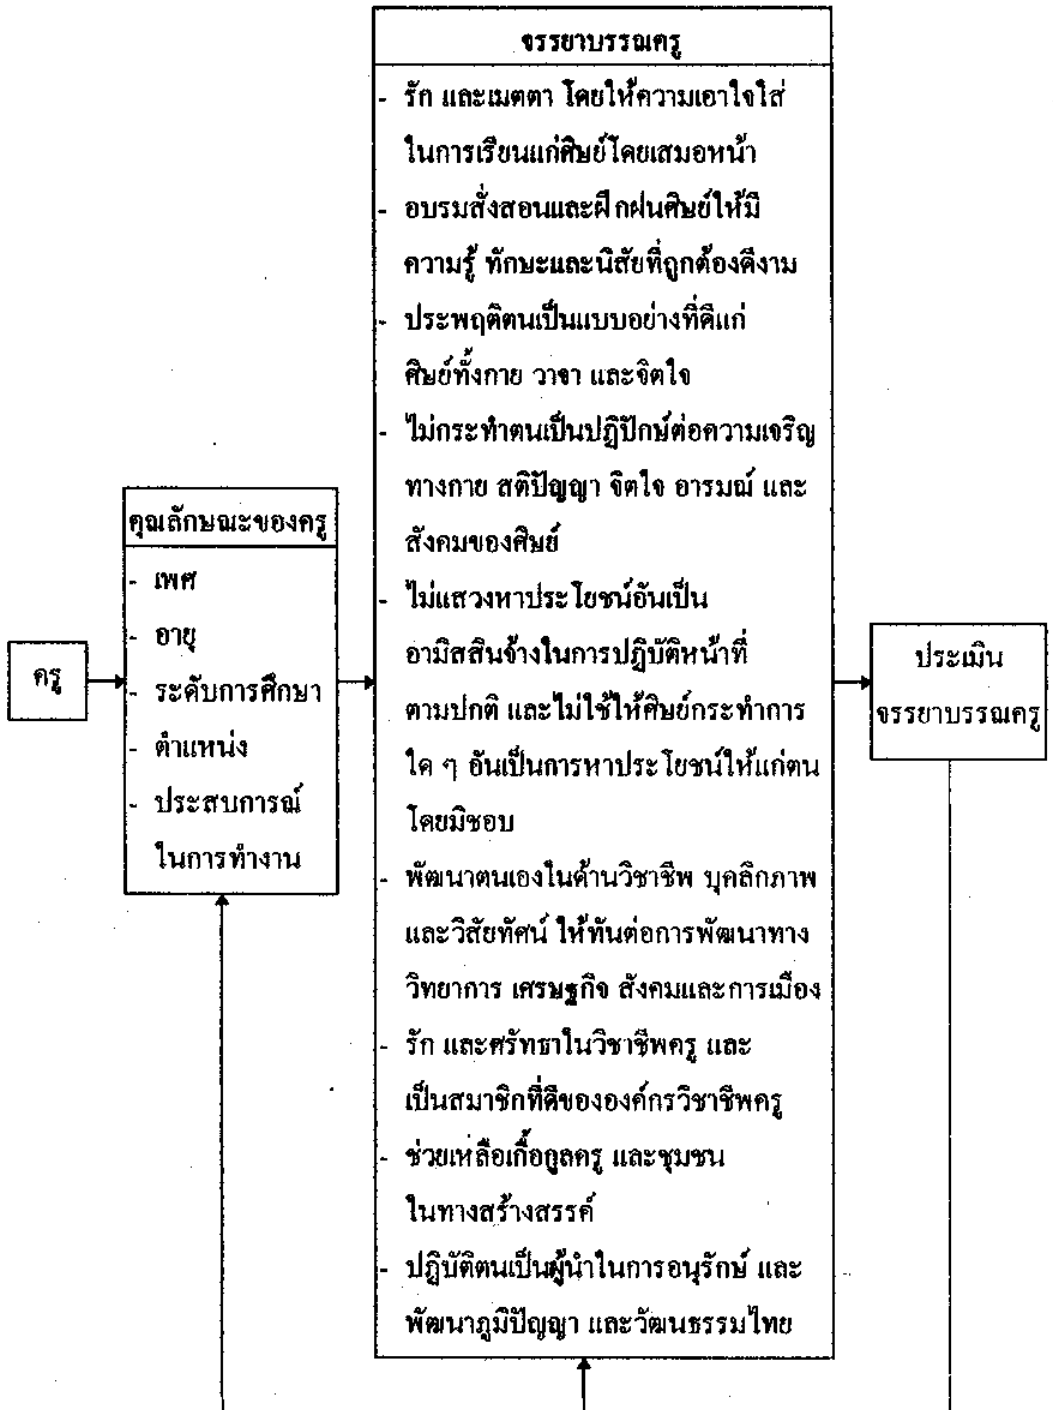 ครู
คุณลักษณะของครู
- เพศ
- อายุ
- ระดับการศึกษา
- ตำแหน่ง
- ประสบการณ์
ในการทำงาน
จรรยาบรรณครู
- รัก และเมตตา โดยให้ความเอาใจใส่
ในการเรียนแก่ศิษย์โดยเสมอหน้า
- อบรมสั่งสอนและฝึกฝนศิษย์ให้มี
ความรู้ ทักษะและนิสัยที่ถูกต้องดีงาม
- ประพฤติตนเป็นแบบอย่างที่ดีแก่
ศิษย์ทั้งกาย วาจา และจิตใจ
- ไม่กระทำตนเป็นปฏิปักษ์ต่อความเจริญ
ทางกาย สติปัญญา จิตใจ อารมณ์ และ
สังคมของศิษย์
- ไม่แสวงหาประโยชน์อันเป็น
อามิสสินจ้างในการปฏิบัติหน้าที่
ตามปกติ และไม่ใช้ให้ศิษย์กระทำการ
ใด ๆ อันเป็นการหาประโยชน์ให้แก่ตน
โดยมิชอบ
- พัฒนาตนเองในด้านวิชาชีพ บุคลิกภาพ
และวิสัยทัศน์ ให้ทันต่อการพัฒนาทาง
วิทยาการ เศรษฐกิจ สังคมและการเมือง
- รัก และศรัทธาในวิชาชีพครู และ
เป็นสมาชิกที่ดีขององค์กรวิชาชีพครู
- ช่วยเหลือเกื้อกูลครู และชุมชน
ในทางสร้างสรรค์
- ปฏิบัติตนเป็นผู้นำในการอนุรักษ์ และ
พัฒนาภูมิปัญญา และวัฒนธรรมไทย
ประเมิน
จรรยาบรรณครู